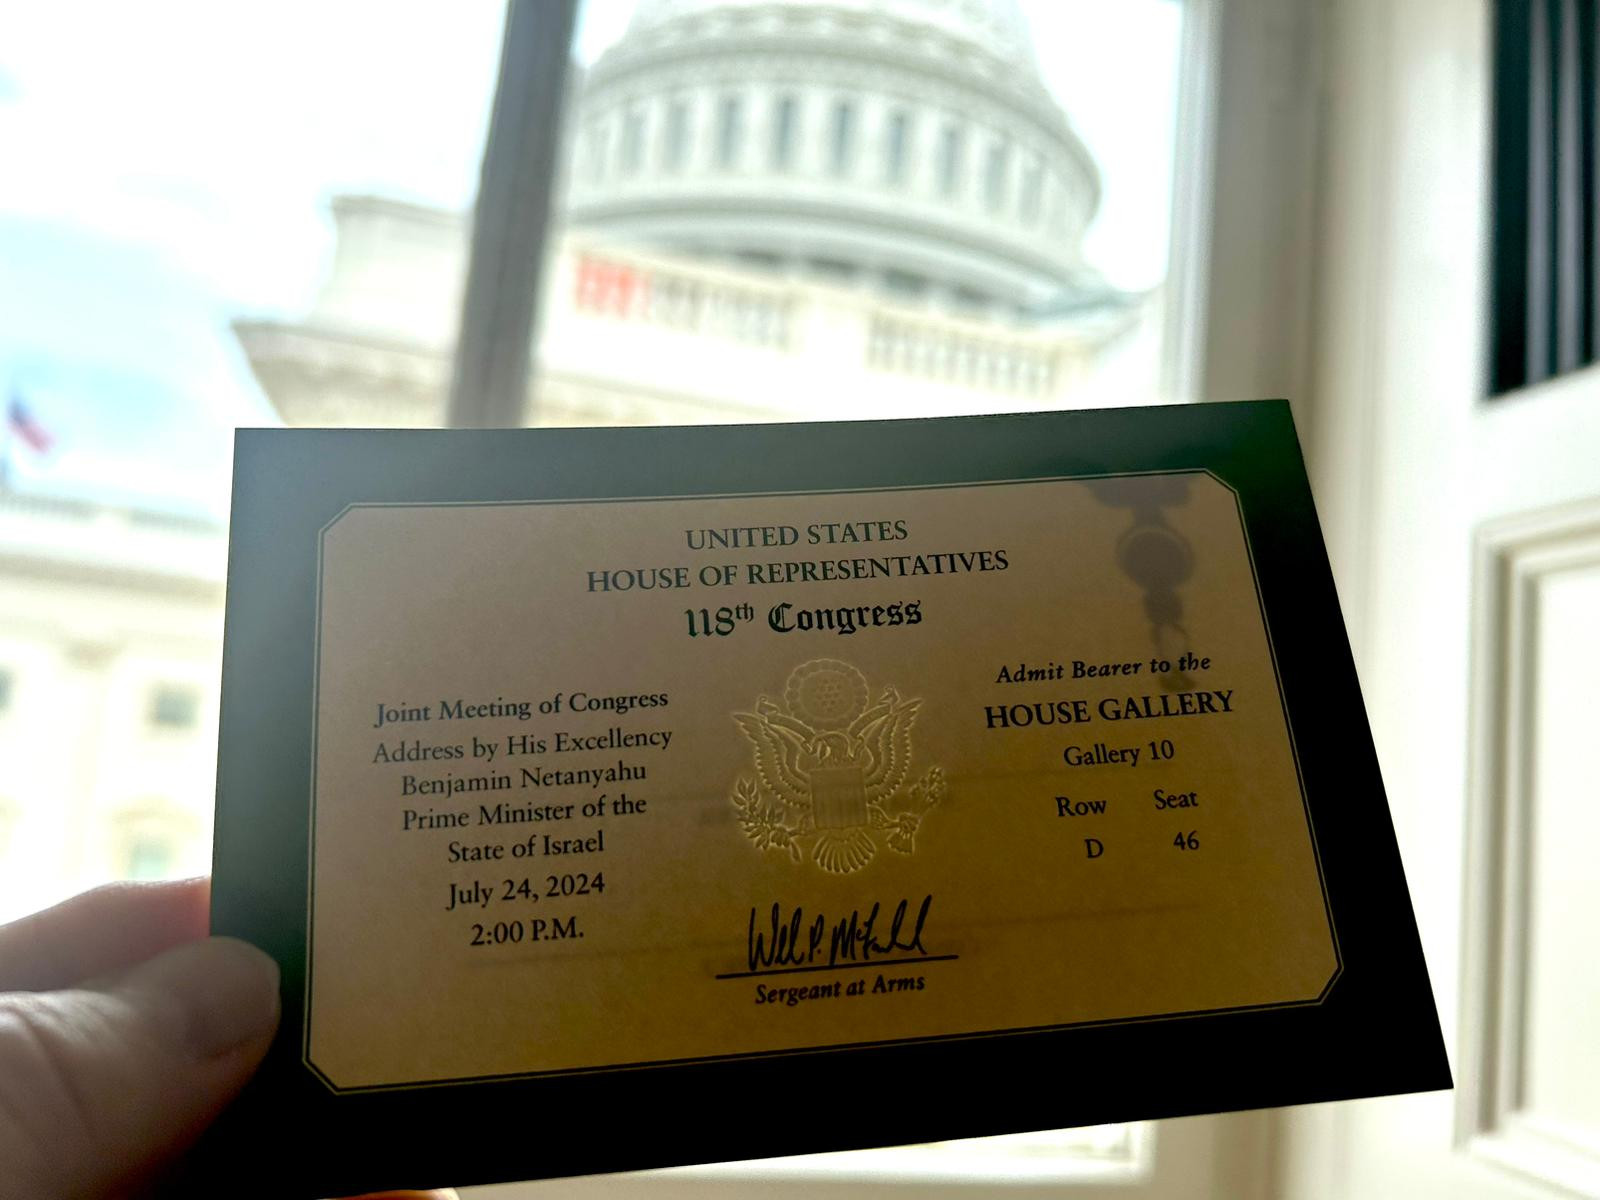 UNITED STATES
HOUSE OF REPRESENTATIVES
118th Congress
Joint Meeting of Congress
Address by His Excellency
Benjamin Netanyahu
Prime Minister of the
State of Israel
July 24, 2024
2:00 P.M.
Admit Bearer to the
HOUSE GALLERY
Gallery 10
Row Seat
D 46
Sergeant at Arms